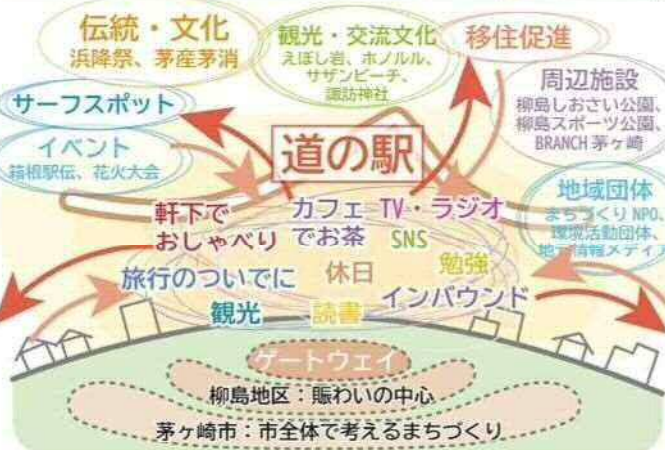 伝統・文化
浜降祭、茅産茅消
観光・交流文化
えぼし岩、ホノルル、
サザンビーチ、
諏訪神社
移住促進
周辺施設
柳島しおさい公園、
柳島スポーツ公園、
BRANCH 茅ヶ崎
サーフスポット
イベント
箱根駅伝、花火大会
道の駅
地域団体
まちづくり NPO、
環境活動団体、
地元情報メディ
軒下で
おしゃべり
カフェ
でお茶
TV・ラジオ
SNS
勉強
旅行のついでに
休日
インバウンド
観光
読書
ゲートウェイ
柳島地区：賑わいの中心
茅ヶ崎市：市全体で考えるまちづくり